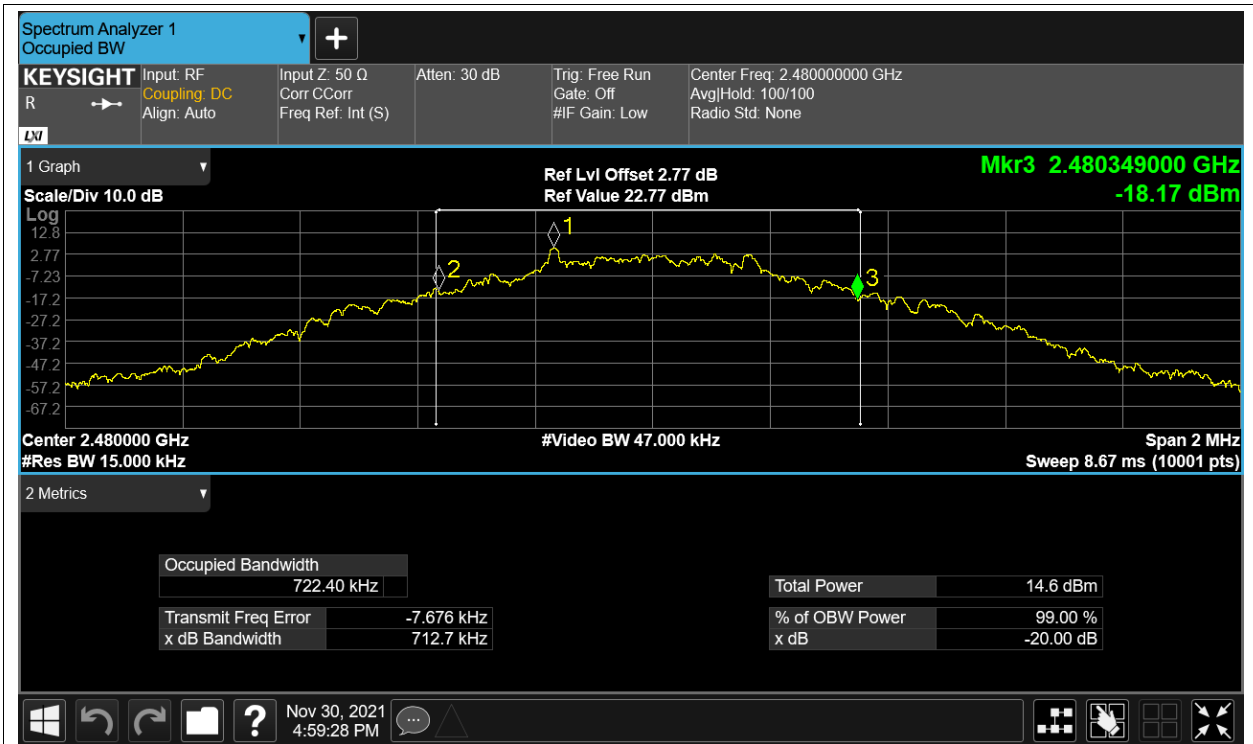 Spectrum Analyzer 1
Occupied BW
KEYSIGHT
R
LXI
Input: RF
Coupling: DC
Align: Auto
Input Z: 50 Ω
Corr CCorr
Freq Ref: Int (S)
Atten: 30 dB
Trig: Free Run
Gate: Off
#IF Gain: Low
Center Freq: 2.480000000 GHz
Avg|Hold: 100/100
Radio Std: None
1 Graph
Scale/Div 10.0 dB
Ref Lvl Offset 2.77 dB
Ref Value 22.77 dBm
Mkr3 2.480349000 GHz
-18.17 dBm
Log
12.8
2.77
-7.23
-17.2
-27.2
-37.2
-47.2
-57.2
-67.2
1
2
3
Center 2.480000 GHz
#Res BW 15.000 kHz
#Video BW 47.000 kHz
Span 2 MHz
Sweep 8.67 ms (10001 pts)
2 Metrics
Occupied Bandwidth
722.40 kHz
Transmit Freq Error -7.676 kHz
x dB Bandwidth 712.7 kHz
Total Power 14.6 dBm
% of OBW Power 99.00 %
x dB -20.00 dB
?
Nov 30, 2021
4:59:28 PM